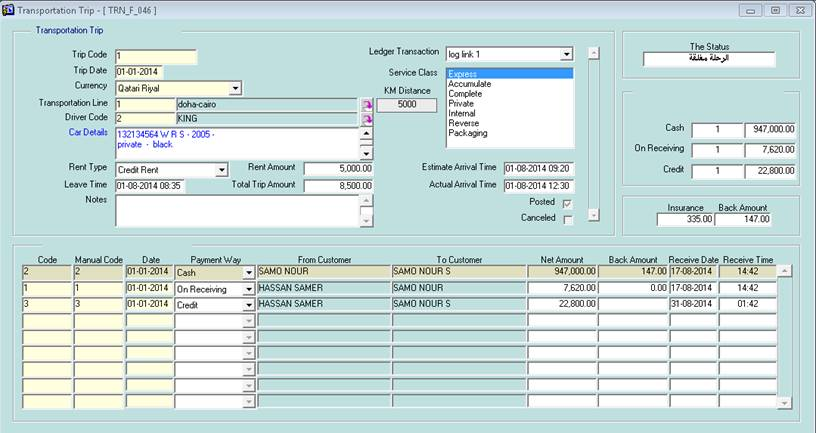 Transportation Trip - [ TRN_F_046 ]
Transportation Trip
Trip Code 1
Trip Date 01-01-2014
Currency Qatari Riyal
Transportation Line 1 doha-cairo
Driver Code 2 KING
Car Details 132134564 W R S - 2005 -
private - black
Rent Type Credit Rent Rent Amount 5,000.00
Leave Time 01-08-2014 08:35 Total Trip Amount 8,500.00
Notes
Ledger Transaction log link 1
Service Class
Express
Accumulate
Complete
Private
Internal
Reverse
Packaging
KM Distance
5000
Estimate Arrival Time 01-08-2014 09:20
Actual Arrival Time 01-08-2014 12:30
Posted
Canceled
The Status
الرحلة مغلقة
Cash 1 947,000.00
On Receiving 1 7,620.00
Credit 1 22,800.00
Insurance Back Amount
335.00 147.00
Code Manual Code Date Payment Way From Customer To Customer Net Amount Back Amount Receive Date Receive Time
2 2 01-01-2014 Cash SAMO NOUR SAMO NOUR S 947,000.00 147.00 17-08-2014 14:42
1 1 01-01-2014 On Receiving HASSAN SAMER SAMO NOUR 7,620.00 0.00 17-08-2014 14:42
3 3 01-01-2014 Credit HASSAN SAMER SAMO NOUR S 22,800.00 31-08-2014 01:42